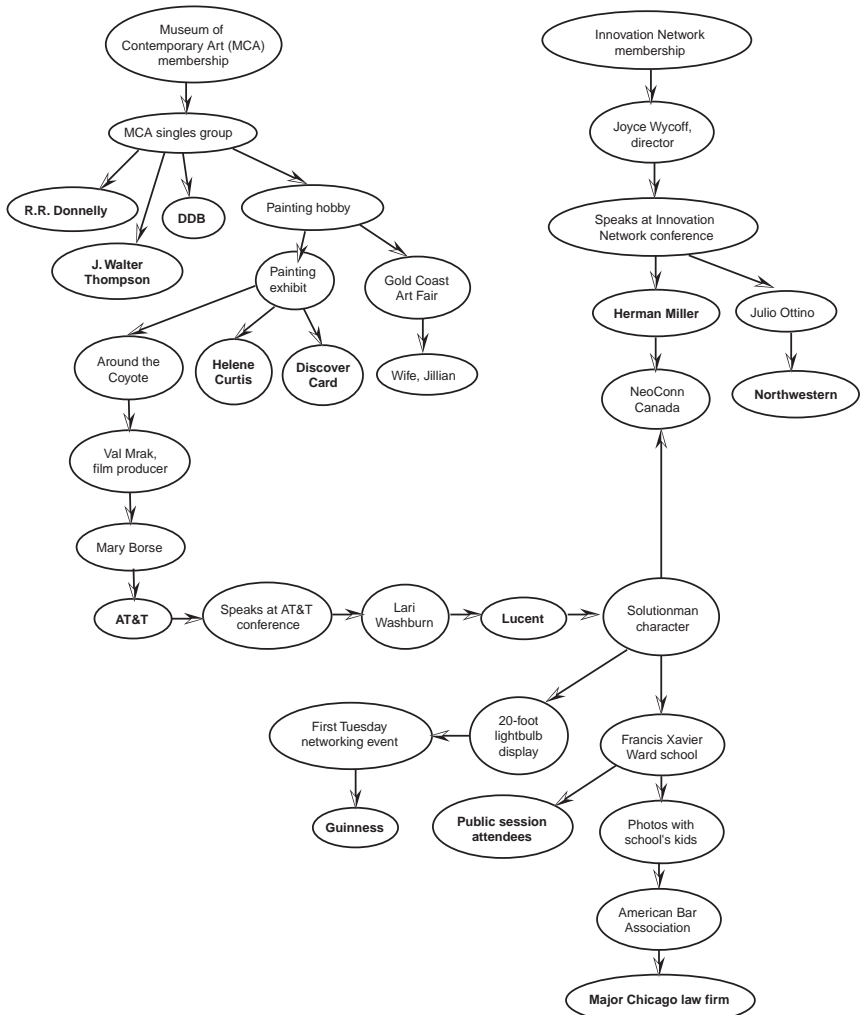 Museum of
Contemporary Art (MCA)
membership
MCA singles group
R.R. Donnelly
J. Walter
Thompson
DDB
Painting hobby
Painting
exhibit
Gold Coast
Art Fair
Around the
Coyote
Helene
Curtis
Discover
Card
Wife, Jillian
Val Mrak,
film producer
Mary Borse
AT&T
Speaks at AT&T
conference
Lari
Washburn
Lucent
Solutionman
character
Innovation Network
membership
Joyce Wycoff,
director
Speaks at Innovation
Network conference
Herman Miller
Julio Ottino
NeoConn
Canada
Northwestern
20-foot
lightbulb
display
First Tuesday
networking event
Guinness
Francis Xavier
Ward school
Public session
attendees
Photos with
school's kids
American Bar
Association
Major Chicago law firm